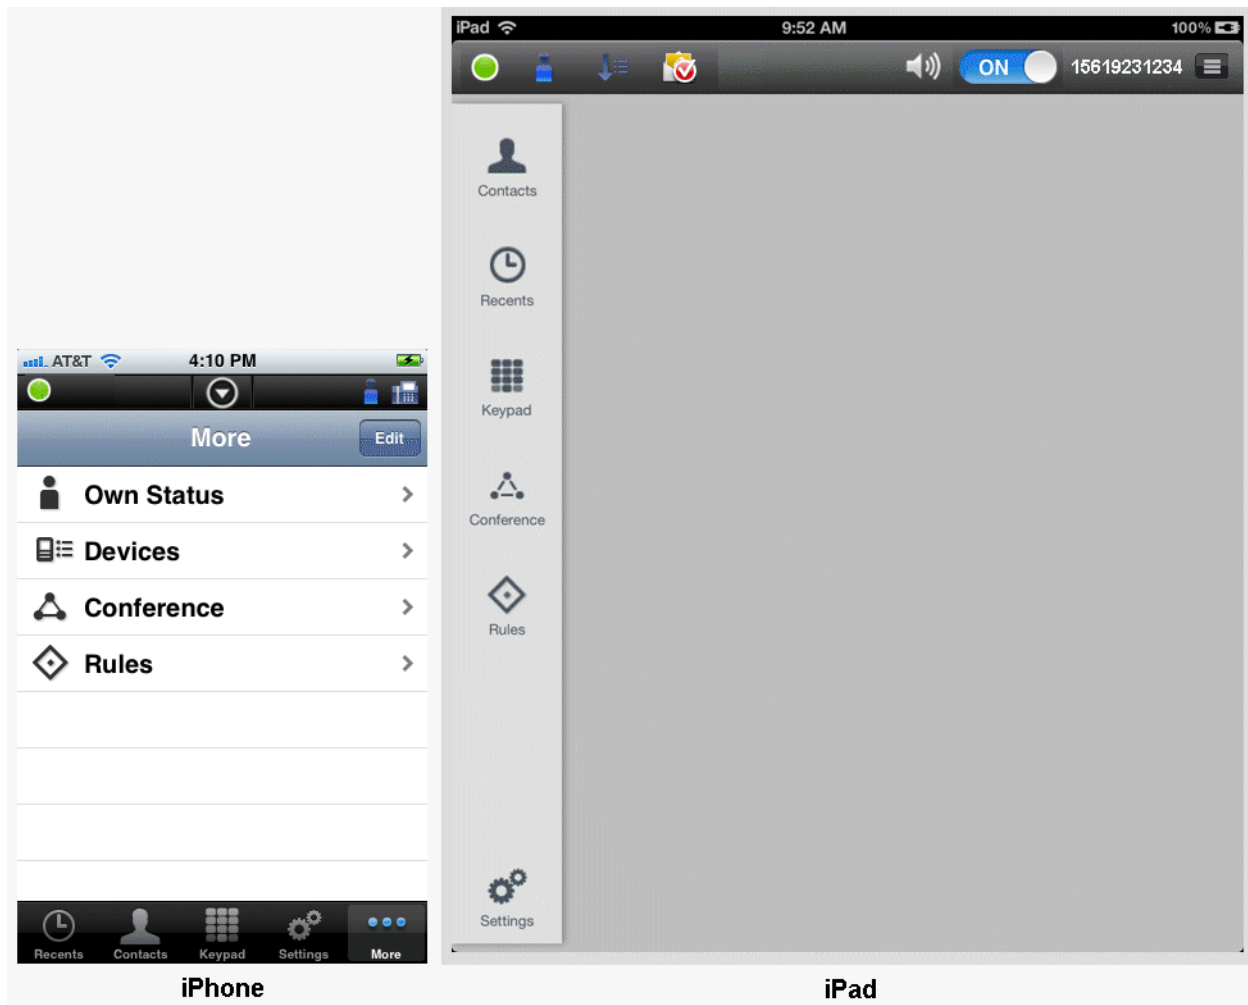 iPad 9:52 AM 100%
ON 15619231234
Contacts
Recents
Keypad
Conference
Rules
Settings
AT&T 4:10 PM
More Edit
Own Status
Devices
Conference
Rules
Recents Contacts Keypad Settings More
iPhone iPad